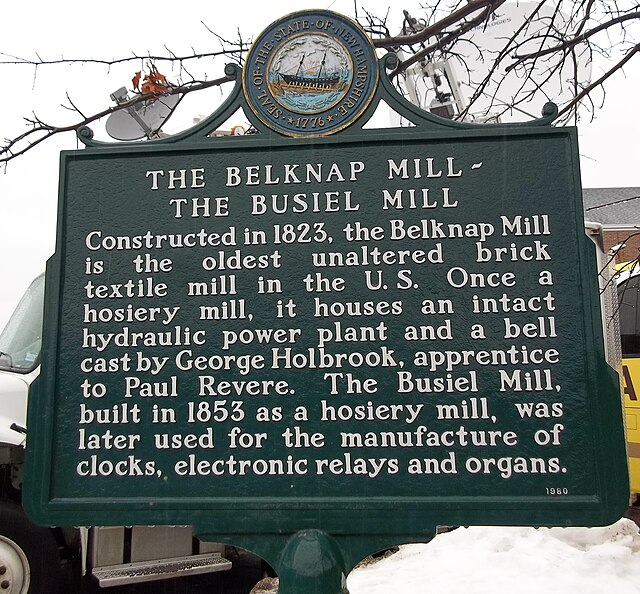 SEAL·OF·THE·STATE·OF·NEW HAMPSHIRE
★1776★
THE BELKNAP MILL~
THE BUSIEL MILL
Constructed in 1823, the Belknap Mill
is the oldest unaltered brick
textile mill in the U.S. Once a
hosiery mill, it houses an intact
hydraulic power plant and a bell
cast by George Holbrook, apprentice
to Paul Revere. The Busiel Mill,
built in 1853 as a hosiery mill, was
later used for the manufacture of
clocks, electronic relays and organs.
1980